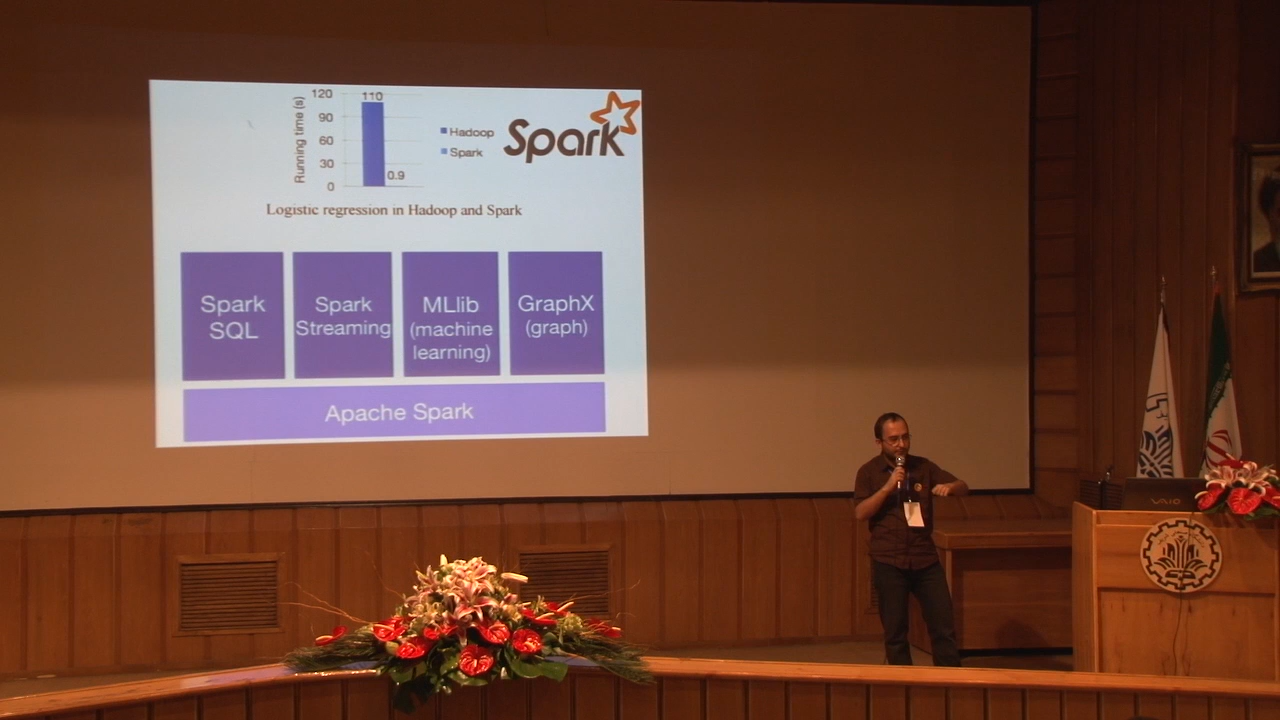 120
110
90
60
30
0
0.9
Running time (s)
Hadoop
Spark
Spark
Logistic regression in Hadoop and Spark
Spark
SQL
Spark
Streaming
MLlib
(machine
learning)
GraphX
(graph)
Apache Spark
VAIO